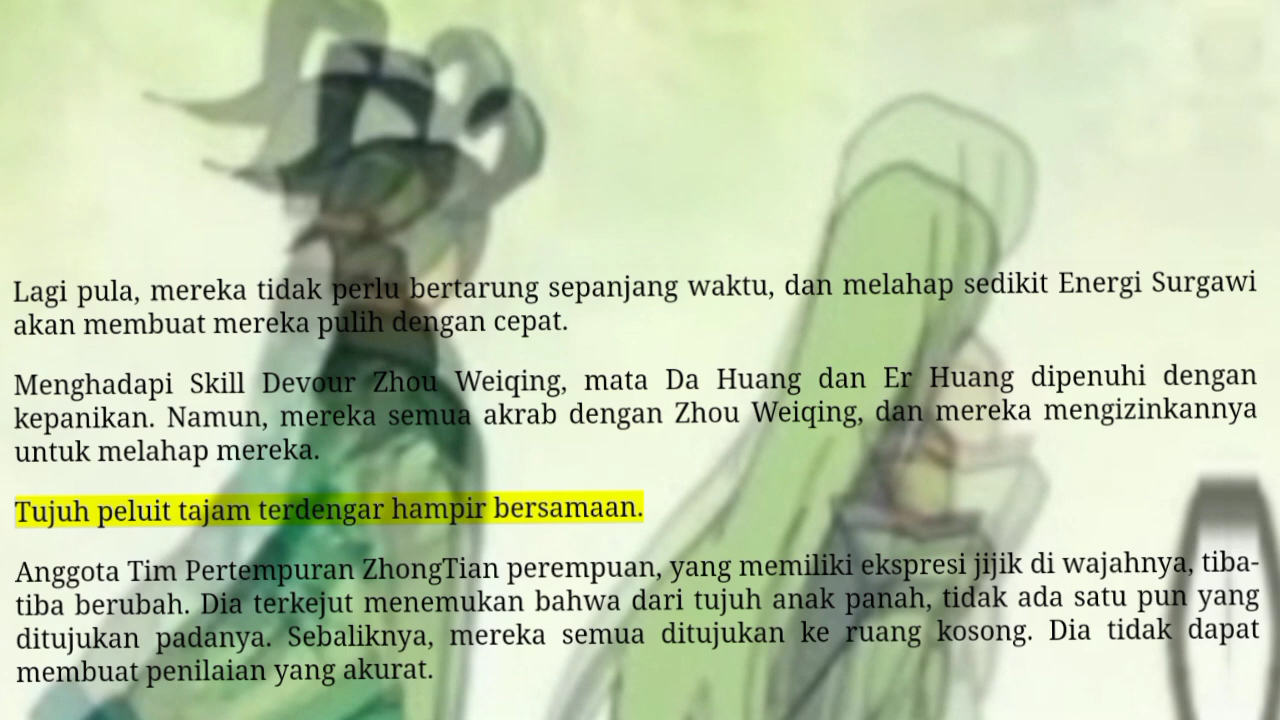 Lagi pula, mereka tidak perlu bertarung sepanjang waktu, dan melahap sedikit Energi Surgawi
akan membuat mereka pulih dengan cepat.
Menghadapi Skill Devour Zhou Weiqing, mata Da Huang dan Er Huang dipenuhi dengan
kepanikan. Namun, mereka semua akrab dengan Zhou Weiqing, dan mereka mengizinkannya
untuk melahap mereka.
Tujuh peluit tajam terdengar hampir bersamaan.
Anggota Tim Pertempuran ZhongTian perempuan, yang memiliki ekspresi jijik di wajahnya, tiba-
tiba berubah. Dia terkejut menemukan bahwa dari tujuh anak panah, tidak ada satu pun yang
ditujukan padanya. Sebaliknya, mereka semua ditujukan ke ruang kosong. Dia tidak dapat
membuat penilaian yang akurat.